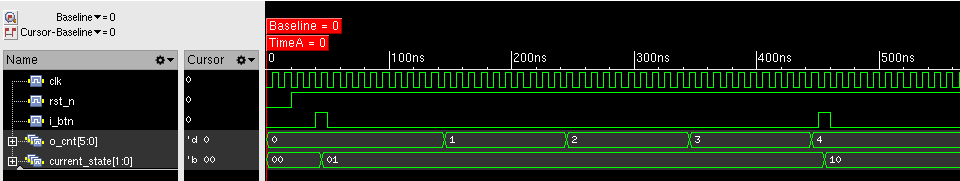 Baseline▼= 0
Cursor-Baseline▼= 0
Baseline = 0
TimeA = 0
Name
Cursor
0
100ns
200ns
300ns
400ns
500ns
clk
0
rst_n
0
i_btn
0
o_cnt[5:0]
'd 0
0
1
2
3
4
current_state[1:0]
'b 00
00
01
10